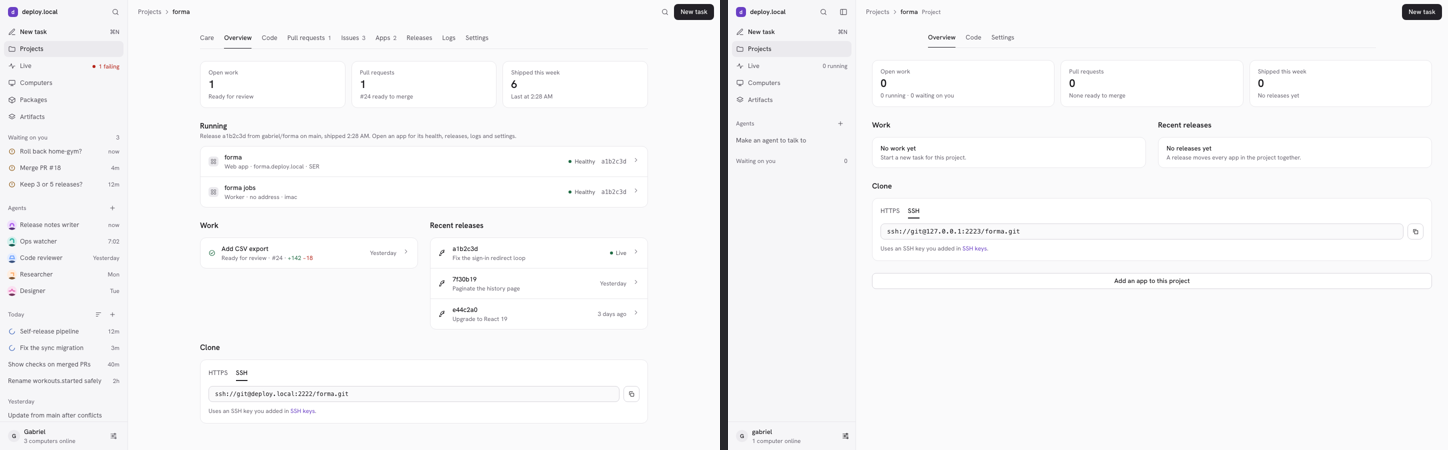 d deploy.local
New task ⌘N
Projects
Live 1 failing
Computers
Packages
Artifacts
Waiting on you 3
Roll back home-gym? now
Merge PR #18 4m
Keep 3 or 5 releases? 12m
Agents +
Release notes writer now
Ops watcher 7:02
Code reviewer Yesterday
Researcher Mon
Designer Tue
Today +
Self-release pipeline 12m
Fix the sync migration 3m
Show checks on merged PRs 40m
Rename workouts.started safely 2h
Yesterday
Update from main after conflicts
G Gabriel
3 computers online
Projects > forma
New task
Care Overview Code Pull requests 1 Issues 3 Apps 2 Releases Logs Settings
Open work
1
Ready for review
Pull requests
1
#24 ready to merge
Shipped this week
6
Last at 2:28 AM
Running
Release a1b2c3d from gabriel/forma on main, shipped 2:28 AM. Open an app for its health, releases, logs and settings.
forma
Web app · forma.deploy.local · SER
Healthy a1b2c3d
forma jobs
Worker · no address · imac
Healthy a1b2c3d
Work
Add CSV export
Ready for review · #24 · +142 −18
Yesterday
Recent releases
a1b2c3d
Fix the sign-in redirect loop
Live
7f30b19
Paginate the history page
Yesterday
e44c2a0
Upgrade to React 19
3 days ago
Clone
HTTPS SSH
ssh://git@deploy.local:2222/forma.git
Uses an SSH key you added in SSH keys.
d deploy.local
New task ⌘N
Projects
Live 0 running
Computers
Artifacts
Agents +
Make an agent to talk to
Waiting on you 0
G gabriel
1 computer online
Projects > forma Project
New task
Overview Code Settings
Open work
0
0 running · 0 waiting on you
Pull requests
0
None ready to merge
Shipped this week
0
No releases yet
Work
No work yet
Start a new task for this project.
Recent releases
No releases yet
A release moves every app in the project together.
Clone
HTTPS SSH
ssh://git@127.0.0.1:2223/forma.git
Uses an SSH key you added in SSH keys.
Add an app to this project